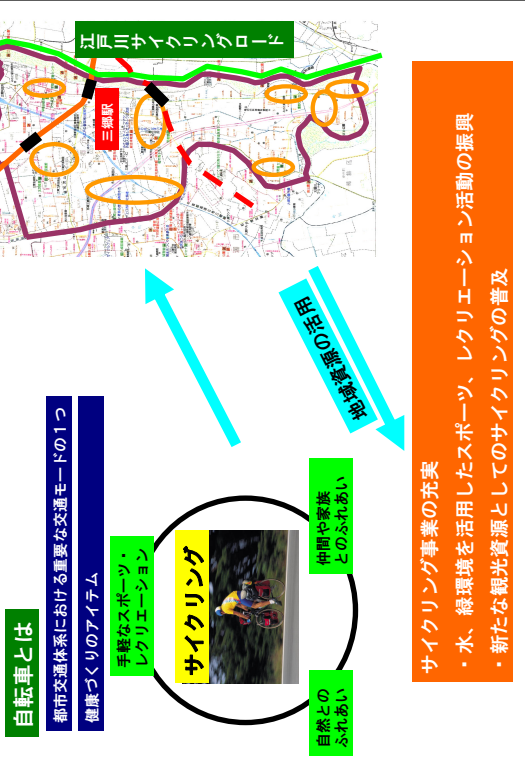 自転車とは
都市交通体系における重要な交通モードの１つ
健康づくりのアイテム
手軽なスポーツ・
レクリエーション
サイクリング
自然との
ふれあい
仲間や家族
とのふれあい
江戸川サイクリングロード
三郷駅
地域資源の活用
サイクリング事業の充実
・水、緑環境を活用したスポーツ、レクリエーション活動の振興
・新たな観光資源としてのサイクリングの普及